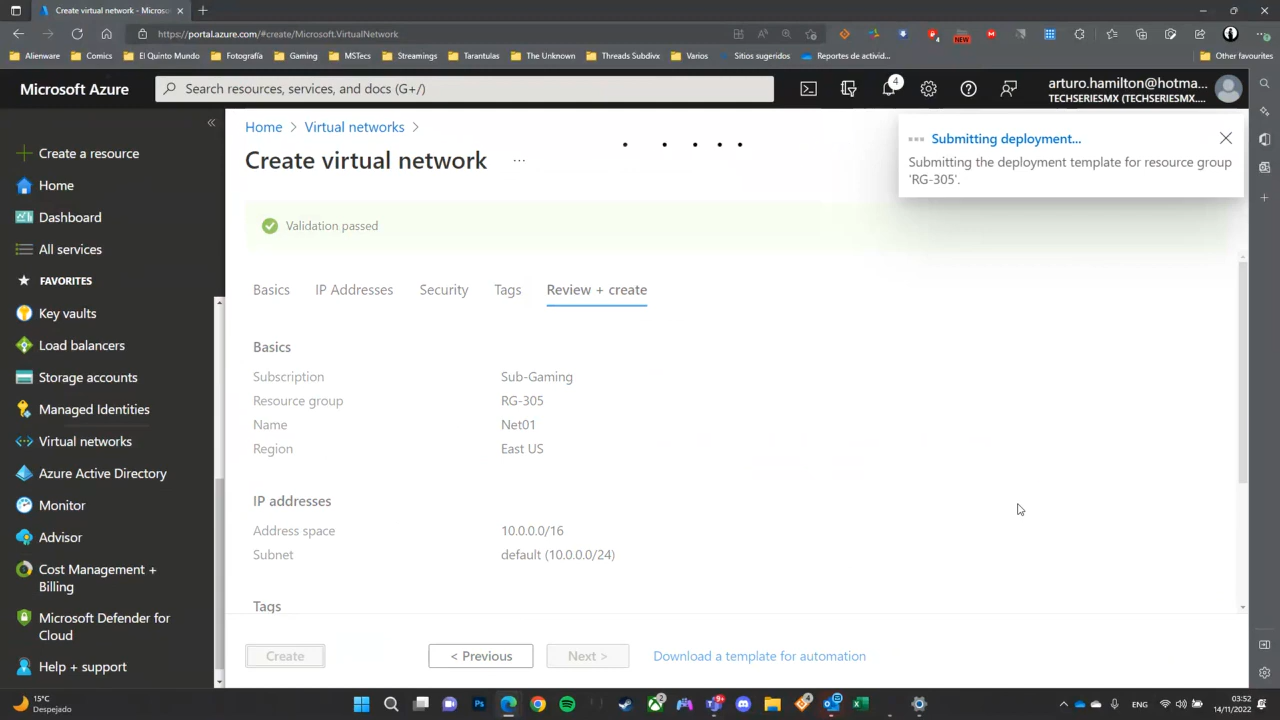 Create virtual network - Microso
https://portal.azure.com/#create/Microsoft.VirtualNetwork
NEW
4
Alienware
Comics
El Quinto Mundo
Fotografía
Gaming
MSTecs
Streamings
Tarantulas
The Unknown
Threads Subdivx
Varios
Sitios sugeridos
Reportes de activid...
Other favourites
Microsoft Azure
Search resources, services, and docs (G+/)
4
arturo.hamilton@hotma...
TECHSERIESMX (TECHSERIESMX....
Create a resource
Home
Dashboard
All services
FAVORITES
Key vaults
Load balancers
Storage accounts
Managed Identities
Virtual networks
Azure Active Directory
Monitor
Advisor
Cost Management +
Billing
Microsoft Defender for
Cloud
Help + support
Home > Virtual networks >
Create virtual network ...
Submitting deployment...
Submitting the deployment template for resource group
'RG-305'.
Validation passed
Basics IP Addresses Security Tags Review + create
Basics
Subscription Sub-Gaming
Resource group RG-305
Name Net01
Region East US
IP addresses
Address space 10.0.0.0/16
Subnet default (10.0.0.0/24)
Tags
Create < Previous Next > Download a template for automation
15°C
Despejado
ENG
03:52
14/11/2022